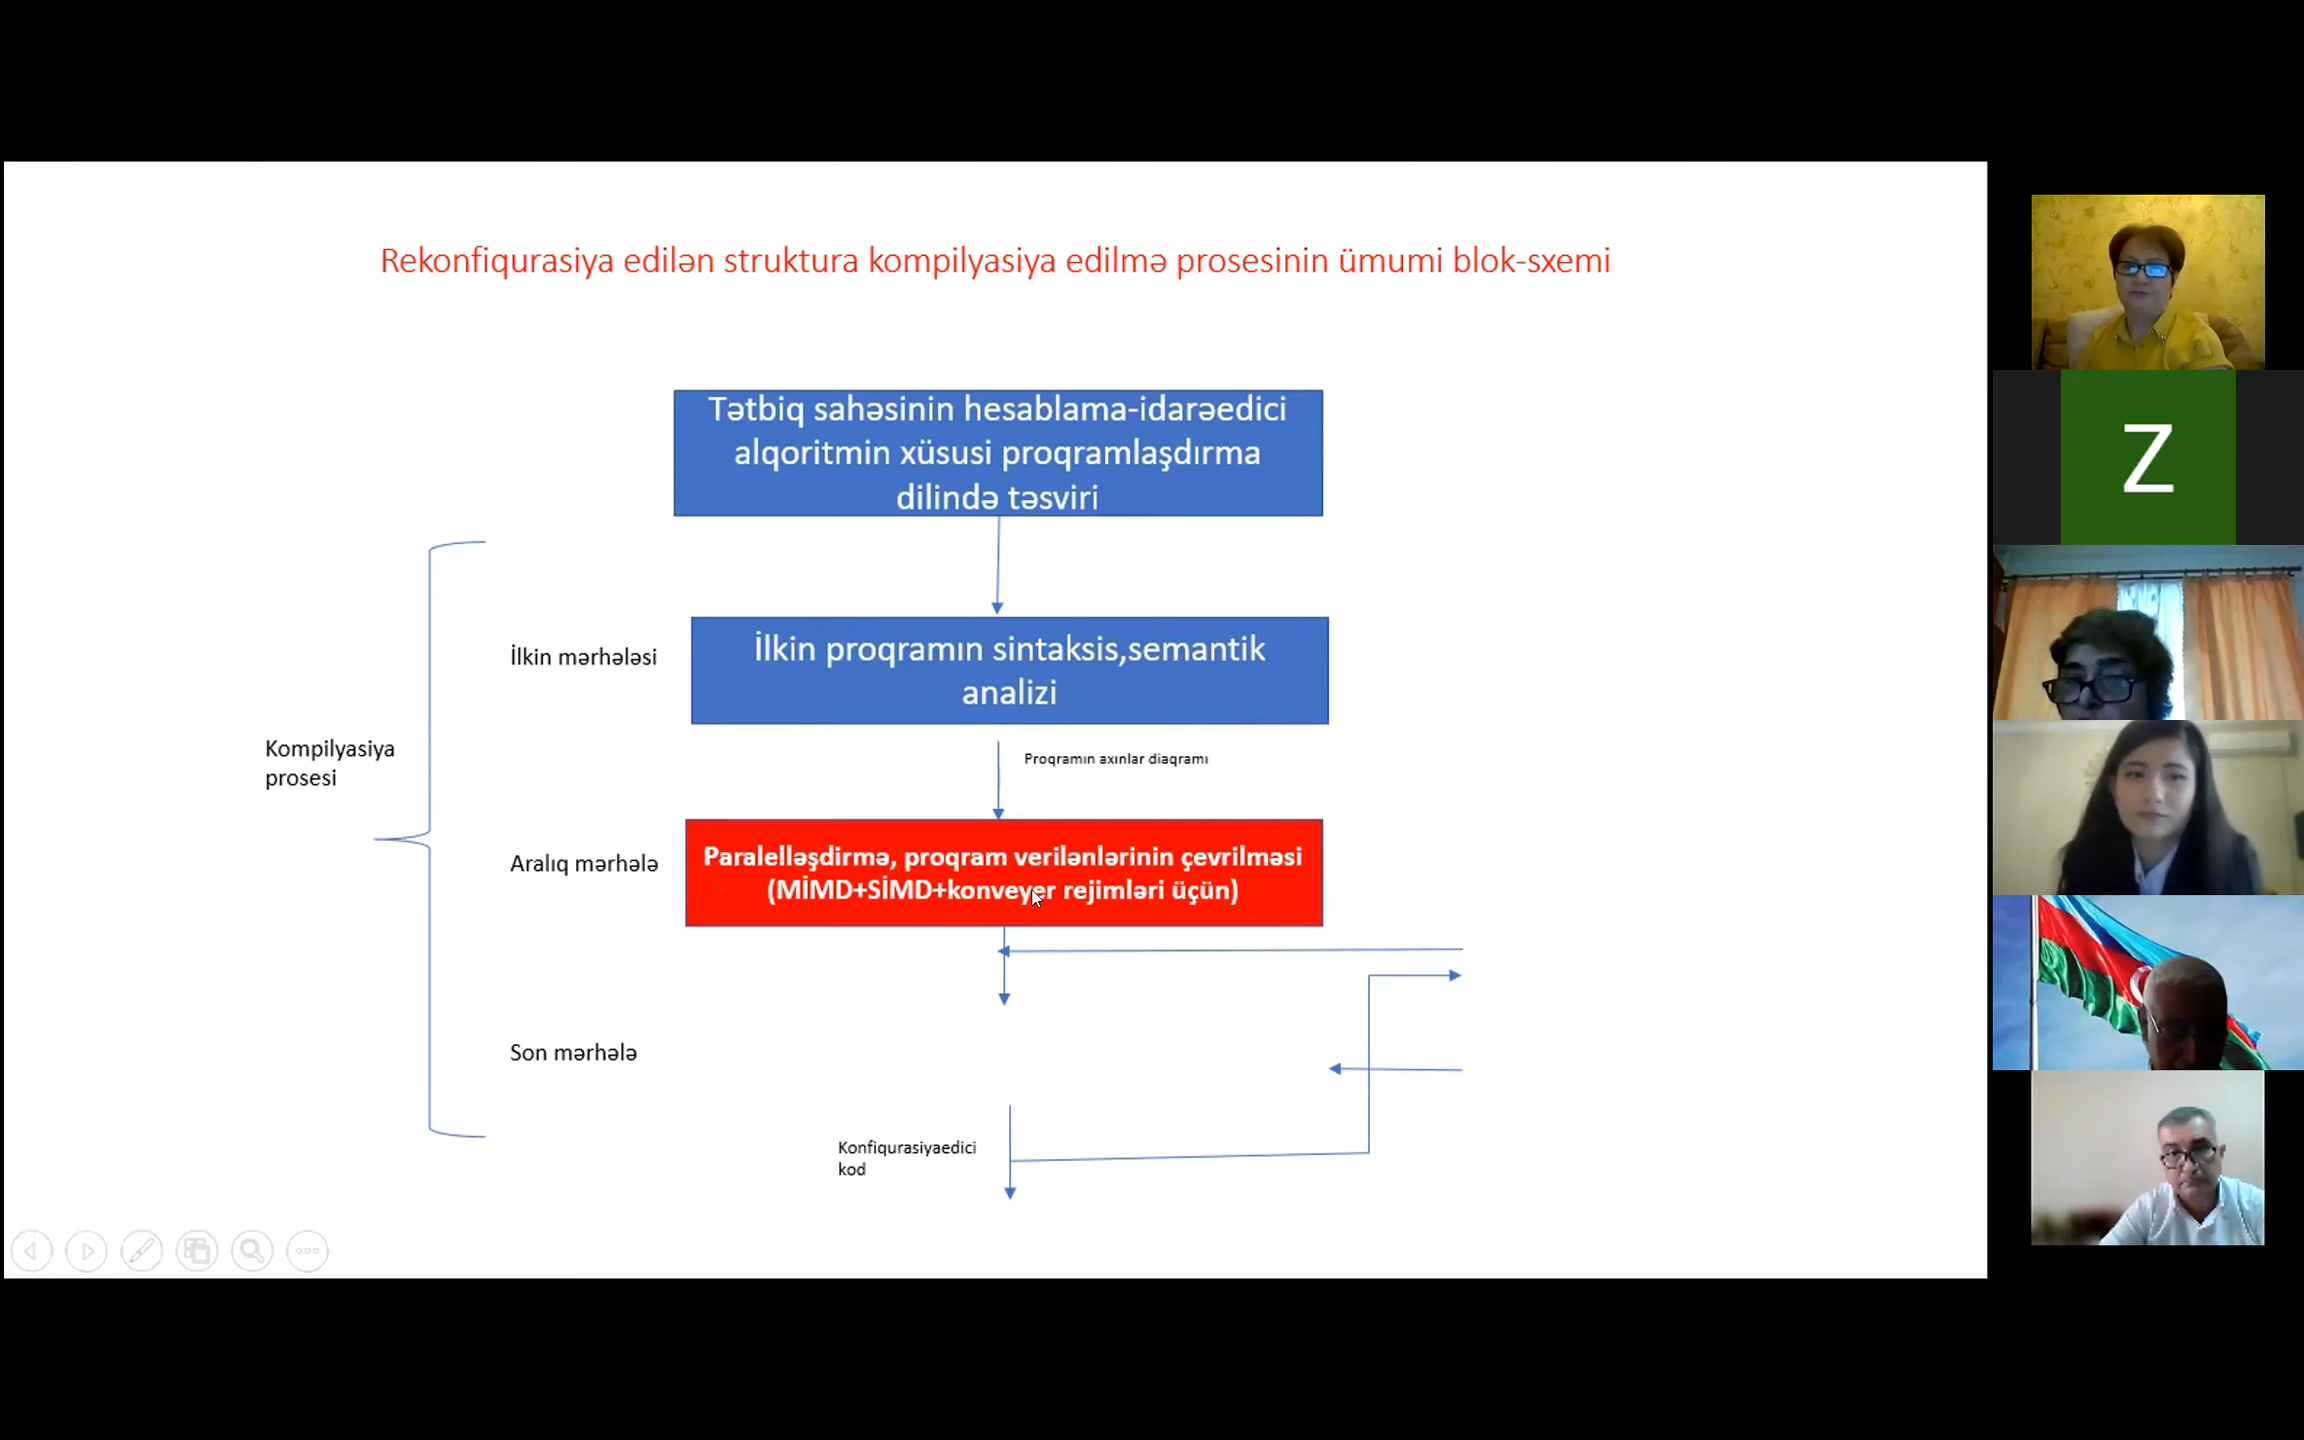 Rekonfiqurasiya edilən struktura kompilyasiya edilmə prosesinin ümumi blok-sxemi
Tətbiq sahəsinin hesablama-idarəedici
alqoritmin xüsusi proqramlaşdırma
dilində təsviri
İlkin mərhələsi
İlkin proqramın sintaksis,semantik
analizi
Kompilyasiya
prosesi
Proqramın axınlar diaqramı
Aralıq mərhələ
Paralelləşdirmə, proqram verilənlərinin çevrilməsi
(MİMD+SİMD+konveyer rejimləri üçün)
Son mərhələ
Konfiqurasiyaedici
kod
Z